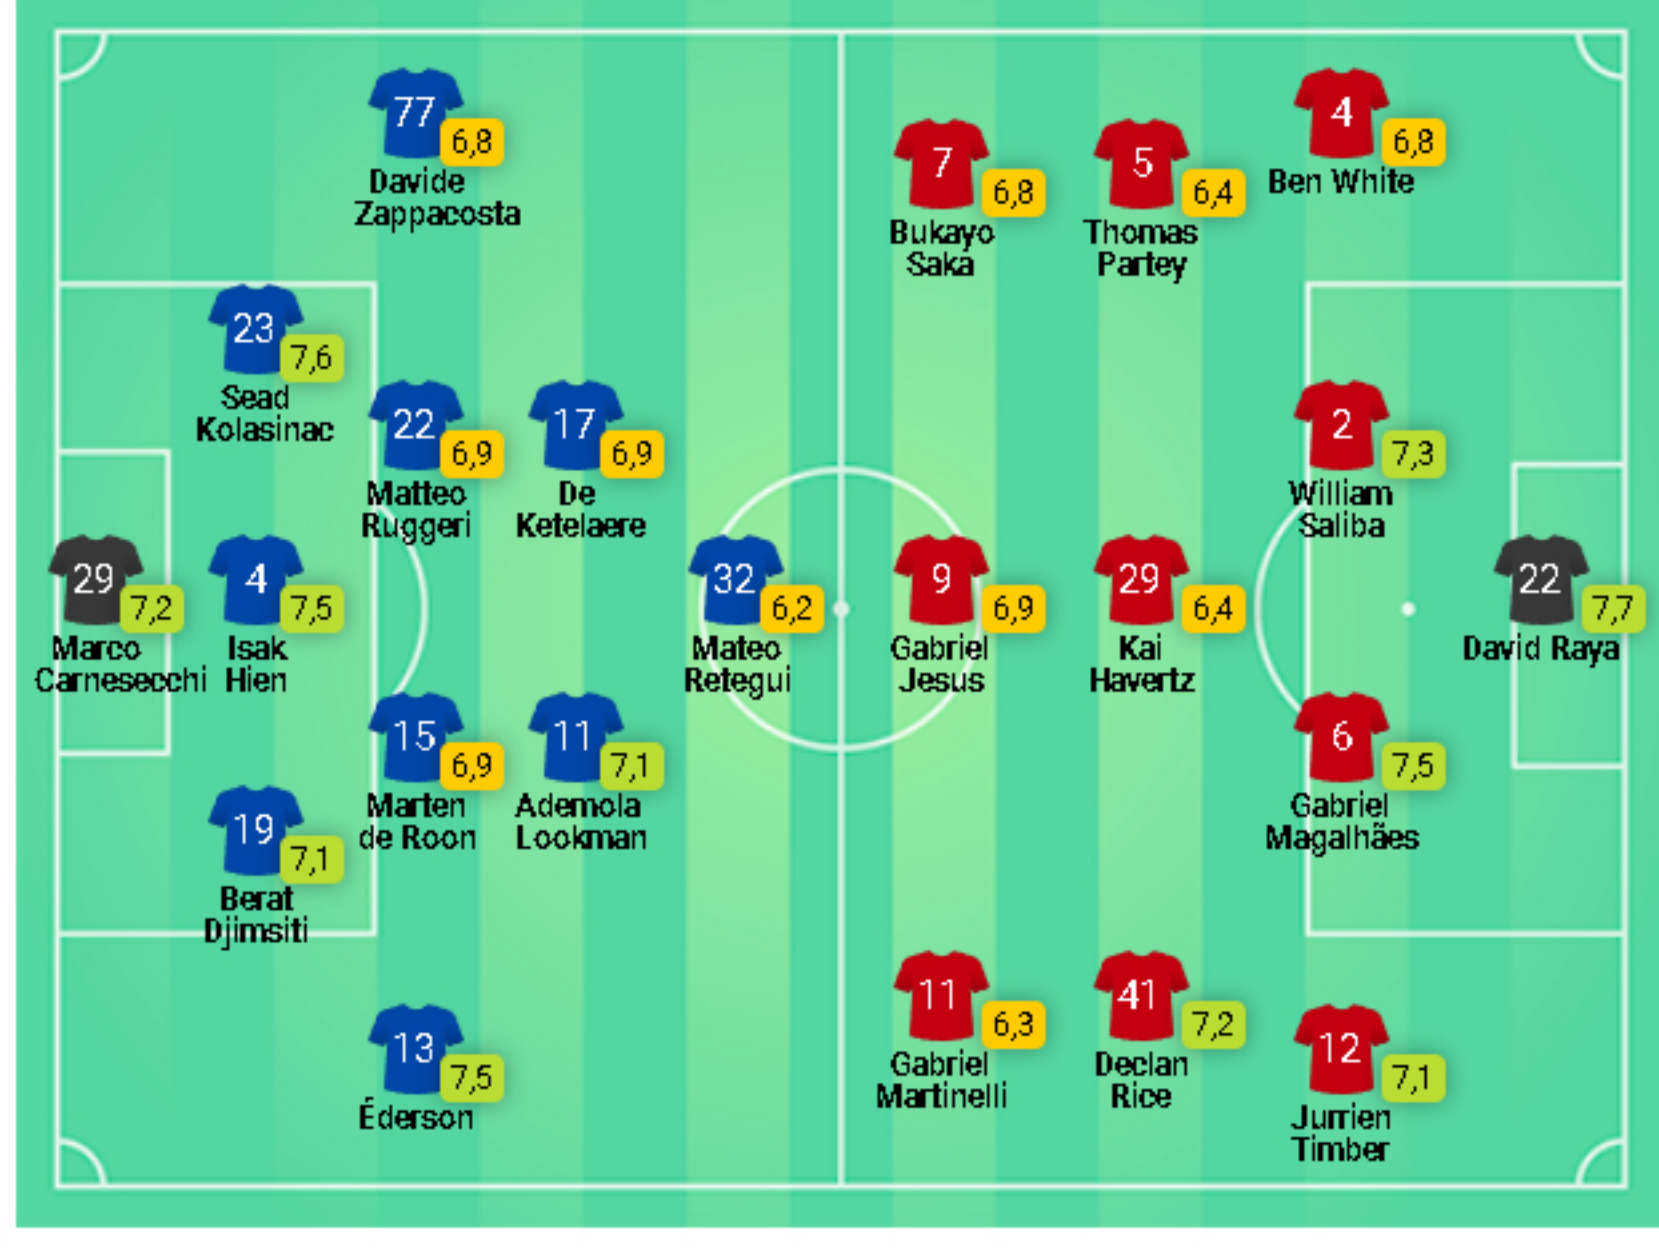 77
6,8
Davide
Zappacosta
23
7,6
Sead
Kolasinac
22
6,9
Matteo
Ruggeri
17
6,9
De
Ketelaere
29
7,2
Marco
Carnesecchi
4
7,5
Isak
Hien
32
6,2
Mateo
Retegui
15
6,9
Marten
de Roon
11
7,1
Ademola
Lookman
19
7,1
Berat
Djimsiti
13
7,5
Éderson
7
6,8
Bukayo
Saka
5
6,4
Thomas
Partey
4
6,8
Ben White
2
7,3
William
Saliba
9
6,9
Gabriel
Jesus
29
6,4
Kai
Havertz
22
7,7
David Raya
6
7,5
Gabriel
Magalhães
11
6,3
Gabriel
Martinelli
41
7,2
Declan
Rice
12
7,1
Jurrien
Timber